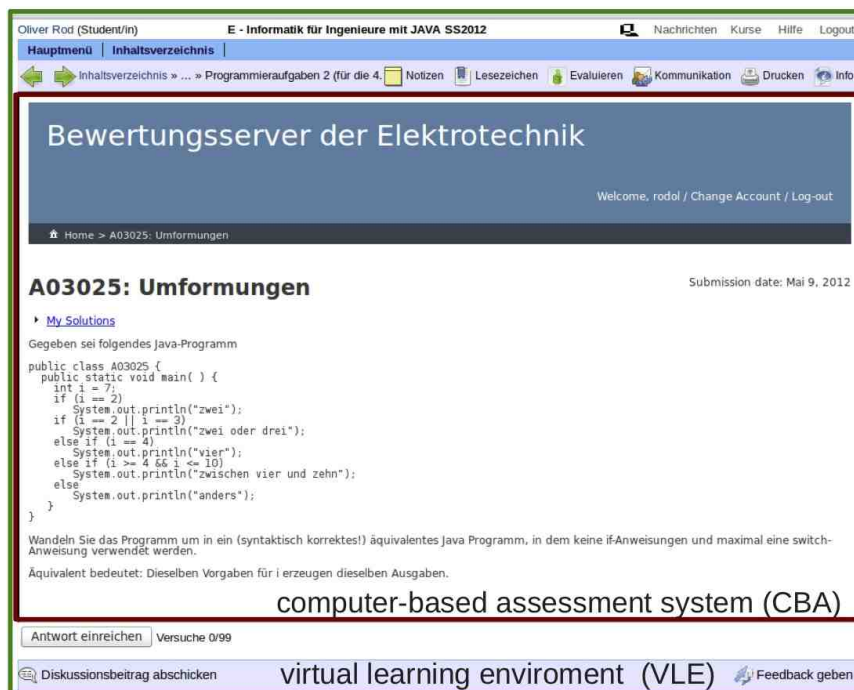 Oliver Rod (Student/in) E - Informatik für Ingenieure mit JAVA SS2012 Nachrichten Kurse Hilfe Logout
Hauptmenü | Inhaltsverzeichnis |
Inhaltsverzeichnis » ... » Programmieraufgaben 2 (für die 4. Notizen Lesezeichen Evaluieren Kommunikation Drucken Info
Bewertungsserver der Elektrotechnik
Welcome, rodol / Change Account / Log-out
Home > A03025: Umformungen
A03025: Umformungen
Submission date: Mai 9, 2012
My Solutions
Gegeben sei folgendes Java-Programm
public class A03025 {
public static void main( ) {
int i = 7;
if (i == 2)
System.out.println("zwei");
if (i == 2 || i == 3)
System.out.println("zwei oder drei");
else if (i == 4)
System.out.println("vier");
else if (i >= 4 && i <= 10)
System.out.println("zwischen vier und zehn");
else
System.out.println("anders");
}
}
Wandeln Sie das Programm um in ein (syntaktisch korrektes!) äquivalentes Java Programm, in dem keine if-Anweisungen und maximal eine switch-
Anweisung verwendet werden.
Äquivalent bedeutet: Dieselben Vorgaben für i erzeugen dieselben Ausgaben.
computer-based assessment system (CBA)
Antwort einreichen Versuche 0/99
Diskussionsbeitrag abschicken virtual learning enviroment (VLE) Feedback geben